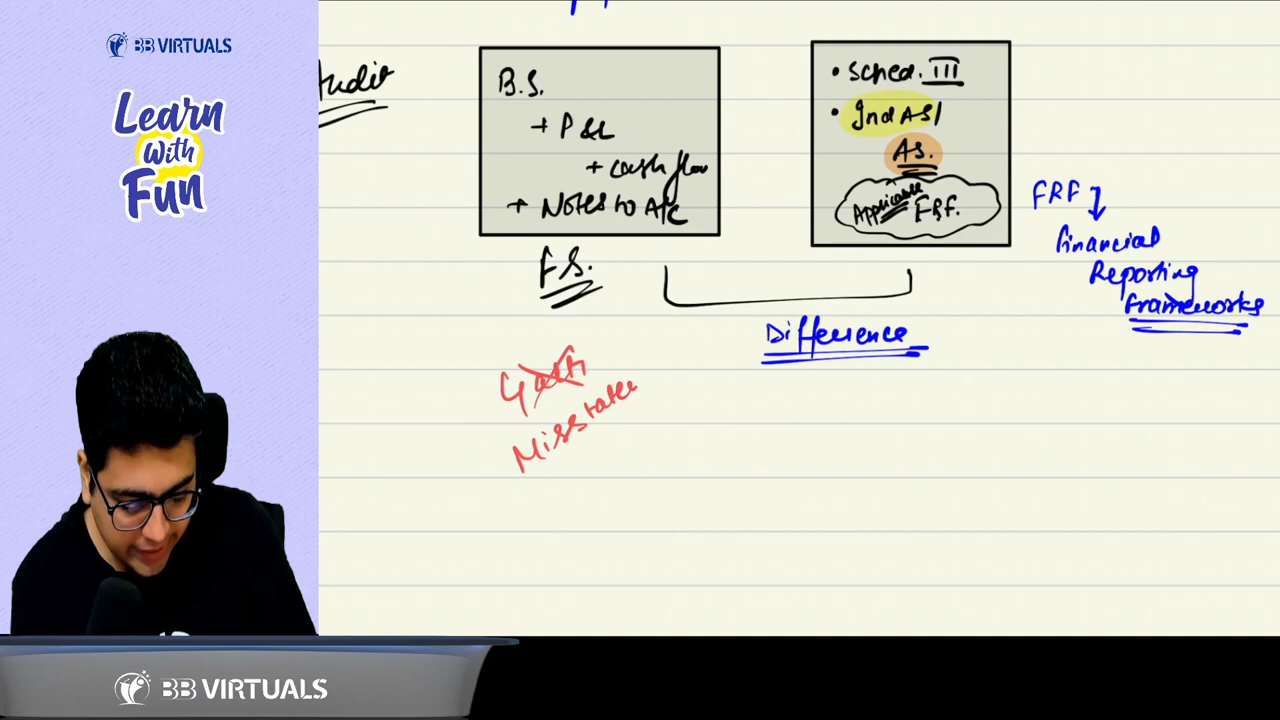 BB VIRTUALS
Learn
With
Fun
Audit
B.S.
+ P&L
+ cash flow
+ Notes to A/C
F.S.
• Sched. III
• Ind AS/
AS.
Applicable FRF.
FRF
Financial
Reporting
Frameworks
Difference
Misstate
BB VIRTUALS